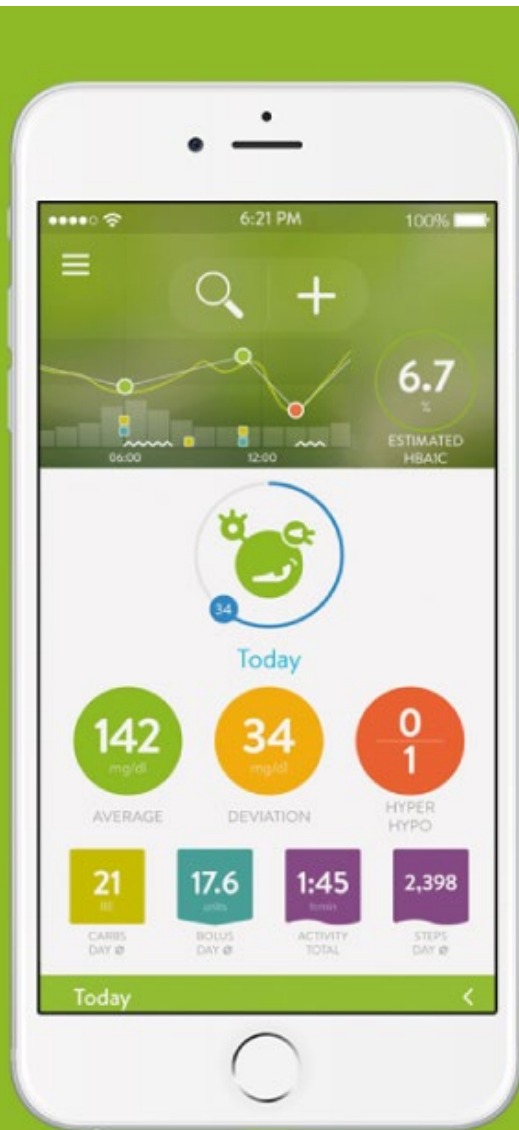 6:21 PM
100%
6.7
%
ESTIMATED
HBA1C
06:00
12:00
34
Today
142
mg/dl
AVERAGE
34
mg/dl
DEVIATION
0
1
HYPER
HYPO
21
17.6
units
1:45
2,398
CARBS
DAY Ø
BOLUS
DAY Ø
ACTIVITY
TOTAL
STEPS
DAY Ø
Today